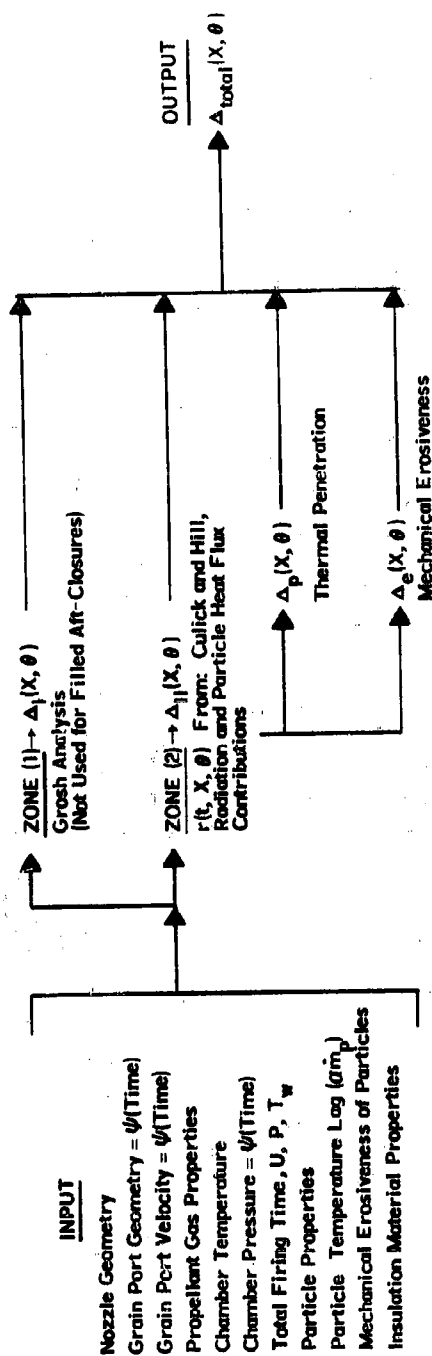 INPUT
Nozzle Geometry
Grain Port Geometry = ψ(Time)
Grain Port Velocity = ψ(Time)
Propellant Gas Properties
Chamber Temperature
Chamber Pressure = ψ(Time)
Total Firing Time, U, P, T_w
Particle Properties
Particle Temperature Lag (αṁ_p)
Mechanical Erosiveness of Particles
Insulation Material Properties
ZONE (1)→ Δ_I(X, θ)
Grosh Analysis
(Not Used for Filled Aft-Closures)
ZONE (2)→ Δ_II(X, θ)
r(t, X, θ) From: Culick and Hill,
Radiation and Particle Heat Flux
Contributions
Δ_p(X, θ)
Thermal Penetration
Δ_e(X, θ)
Mechanical Erosiveness
OUTPUT
Δ_total(X, θ)